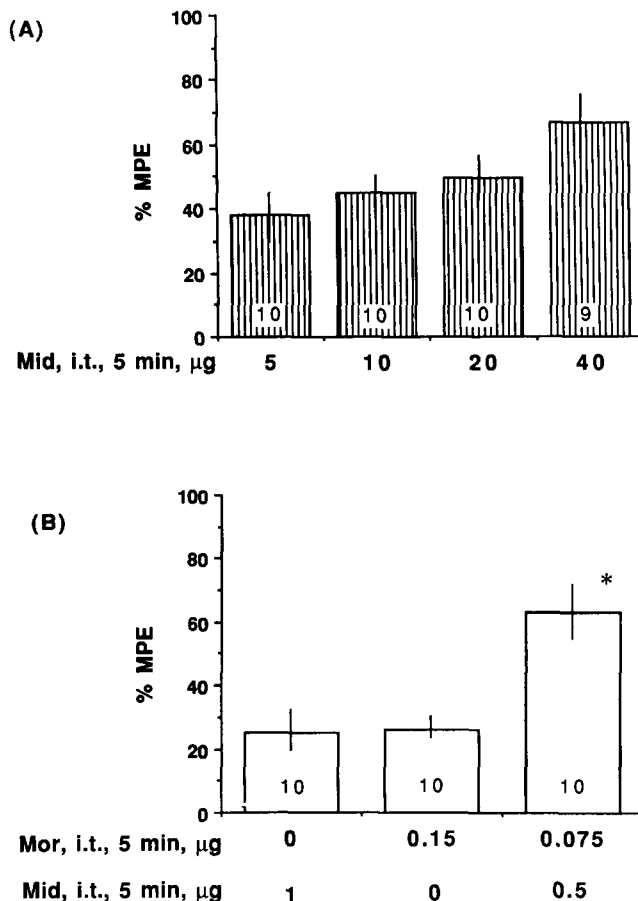 (A)
100
80
60
40
20
0
% MPE
10 10 10 9
Mid, i.t., 5 min, μg 5 10 20 40
(B)
100
80
60
40
20
0
% MPE
*
10 10 10
Mor, i.t., 5 min, μg 0 0.15 0.075
Mid, i.t., 5 min, μg 1 0 0.5